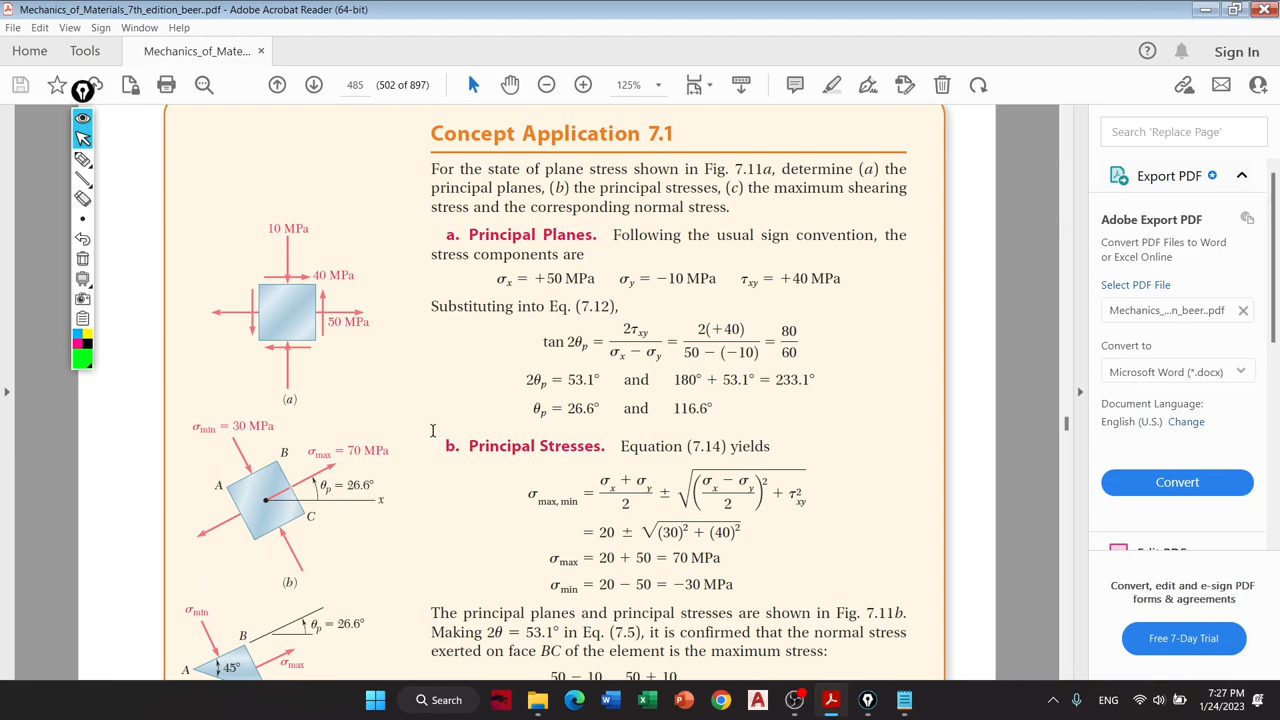 Mechanics_of_Materials_7th_edition_beer..pdf - Adobe Acrobat Reader (64-bit)
File Edit View Sign Window Help
Home Tools Mechanics_of_Mate... × Sign In
485 (502 of 897) 125%
Concept Application 7.1
For the state of plane stress shown in Fig. 7.11a, determine (a) the
principal planes, (b) the principal stresses, (c) the maximum shearing
stress and the corresponding normal stress.
a. Principal Planes. Following the usual sign convention, the
stress components are
σx = +50 MPa σy = −10 MPa τxy = +40 MPa
Substituting into Eq. (7.12),
tan 2θp = 2τxy / (σx − σy) = 2(+40) / (50 − (−10)) = 80 / 60
2θp = 53.1° and 180° + 53.1° = 233.1°
θp = 26.6° and 116.6°
b. Principal Stresses. Equation (7.14) yields
σmax, min = (σx + σy) / 2 ± √(((σx − σy) / 2)² + τ²xy)
= 20 ± √((30)² + (40)²)
σmax = 20 + 50 = 70 MPa
σmin = 20 − 50 = −30 MPa
The principal planes and principal stresses are shown in Fig. 7.11b.
Making 2θ = 53.1° in Eq. (7.5), it is confirmed that the normal stress
exerted on face BC of the element is the maximum stress:
50 − 10 50 + 10
10 MPa
40 MPa
50 MPa
(a)
σmin = 30 MPa
B
σmax = 70 MPa
A
θp = 26.6°
x
C
(b)
σmin
B
θp = 26.6°
A
45°
σmax
Search 'Replace Page'
Export PDF
Adobe Export PDF
Convert PDF Files to Word
or Excel Online
Select PDF File
Mechanics_...n_beer..pdf
Convert to
Microsoft Word (*.docx)
Document Language:
English (U.S.) Change
Convert
Convert, edit and e-sign PDF
forms & agreements
Free 7-Day Trial
Search
ENG
7:27 PM
1/24/2023